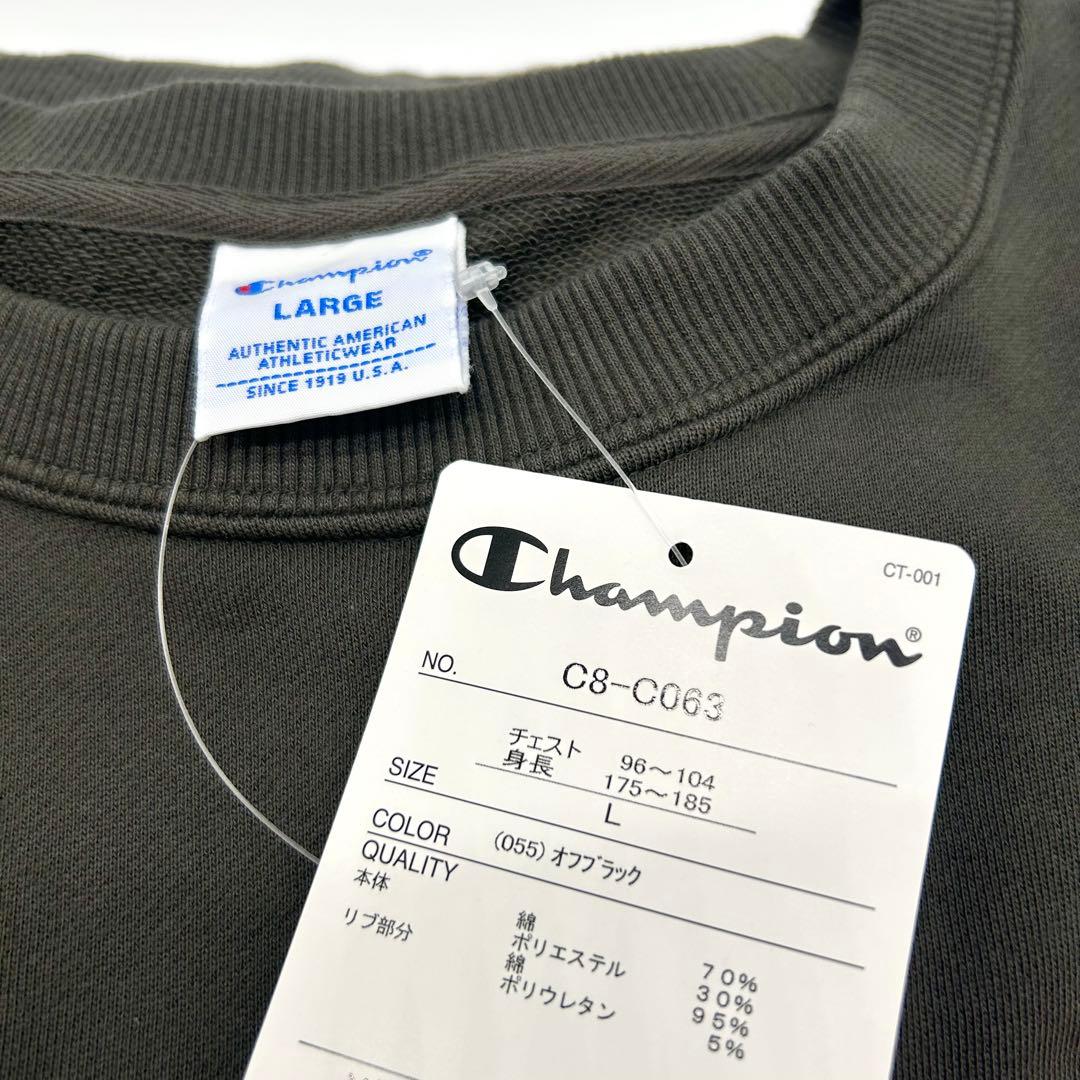 Champion
LARGE
AUTHENTIC AMERICAN
ATHLETICWEAR
SINCE 1919 U.S.A.
Champion®
CT-001
NO. C8-C063
チェスト 96〜104
身長 175〜185
SIZE L
COLOR (055) オフブラック
QUALITY
本体 綿 70%
ポリエステル 30%
リブ部分 綿 95%
ポリウレタン 5%